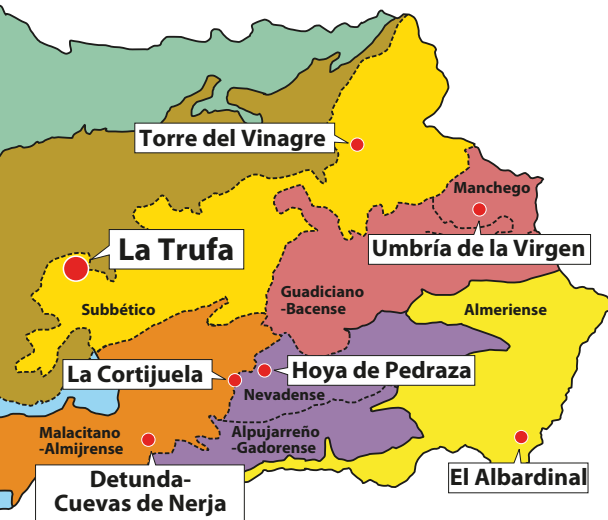 Torre del Vinagre
Manchego
La Trufa
Umbría de la Virgen
Guadiciano
-Bacense
Subbético
Almeriense
La Cortijuela
Hoya de Pedraza
Nevadense
Malacitano
-Almijrense
Alpujarreño
-Gadorense
Detunda-
Cuevas de Nerja
El Albardinal